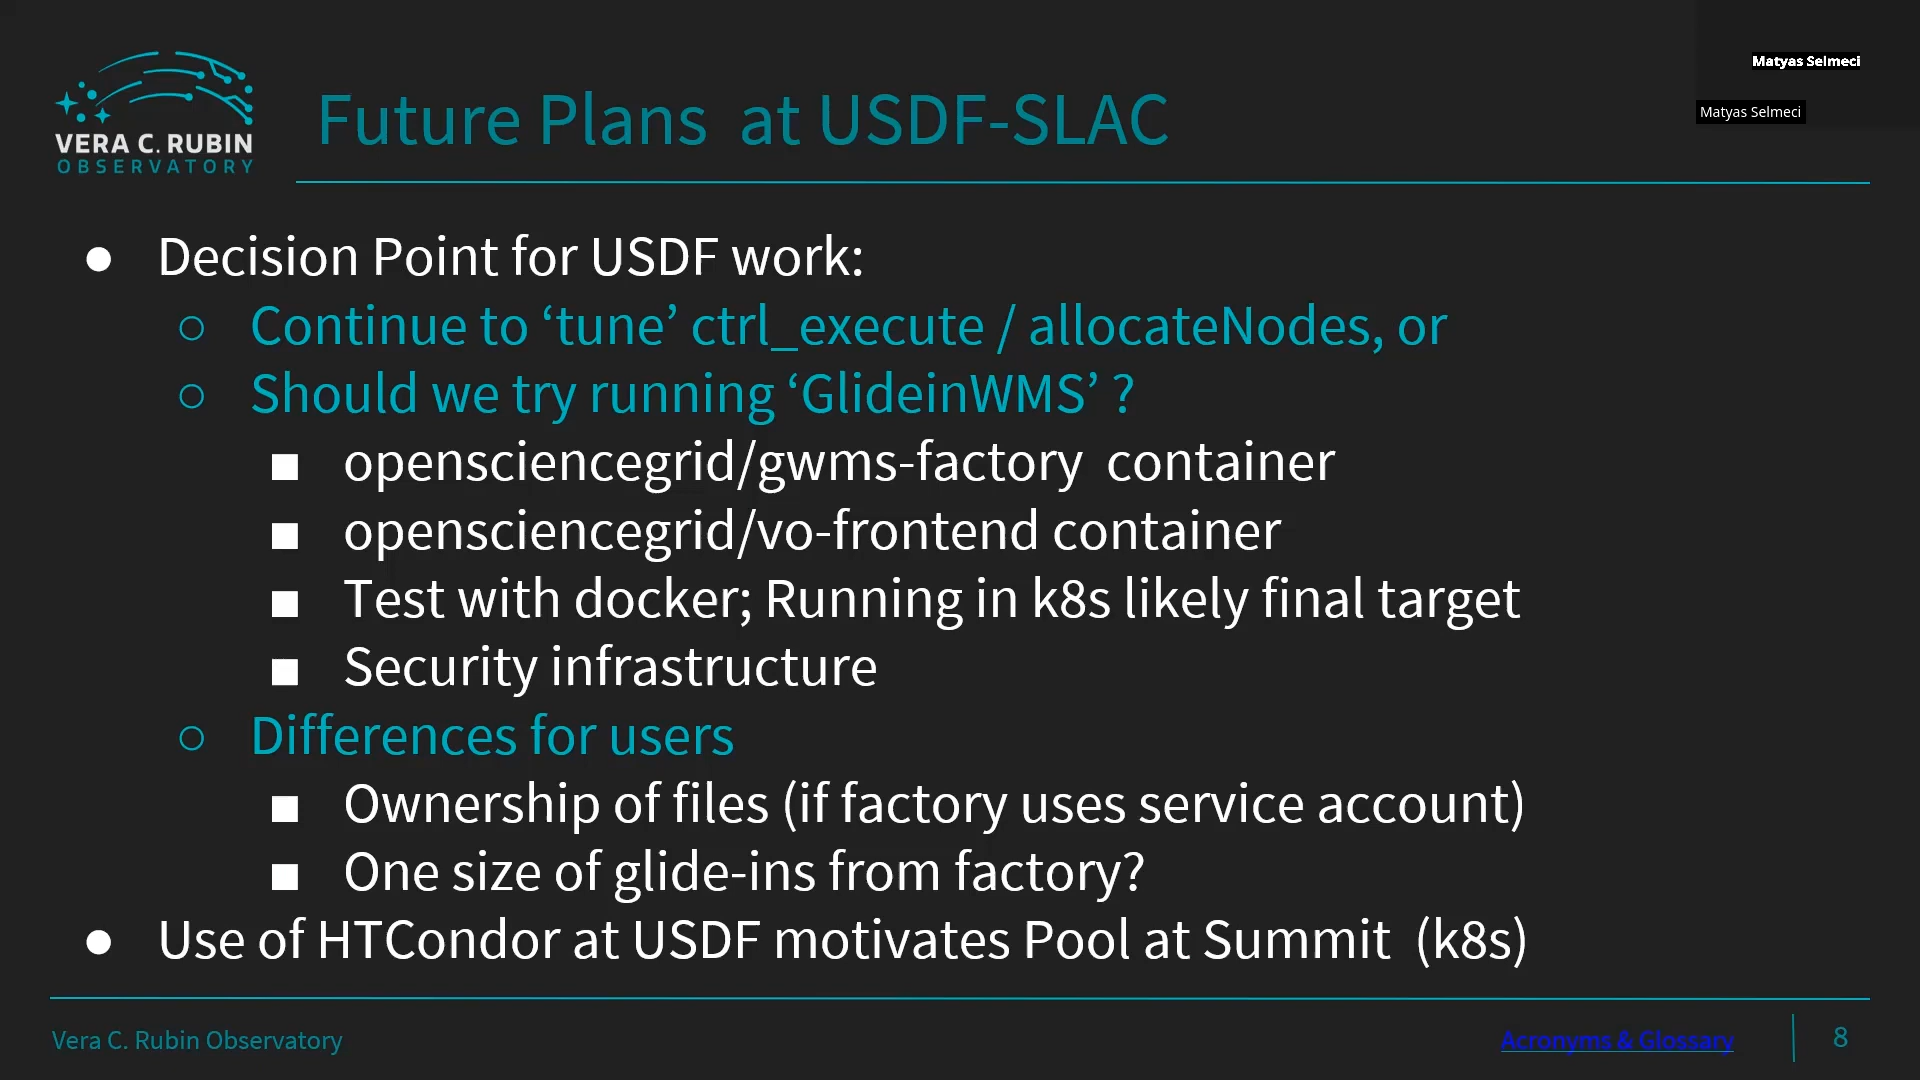 Matyas Selmeci
Matyas Selmeci
VERA C. RUBIN
OBSERVATORY
Future Plans at USDF-SLAC
● Decision Point for USDF work:
○ Continue to ‘tune’ ctrl_execute / allocateNodes, or
○ Should we try running ‘GlideinWMS’ ?
■ opensciencegrid/gwms-factory container
■ opensciencegrid/vo-frontend container
■ Test with docker; Running in k8s likely final target
■ Security infrastructure
○ Differences for users
■ Ownership of files (if factory uses service account)
■ One size of glide-ins from factory?
● Use of HTCondor at USDF motivates Pool at Summit (k8s)
Vera C. Rubin Observatory
Acronyms & Glossary
8